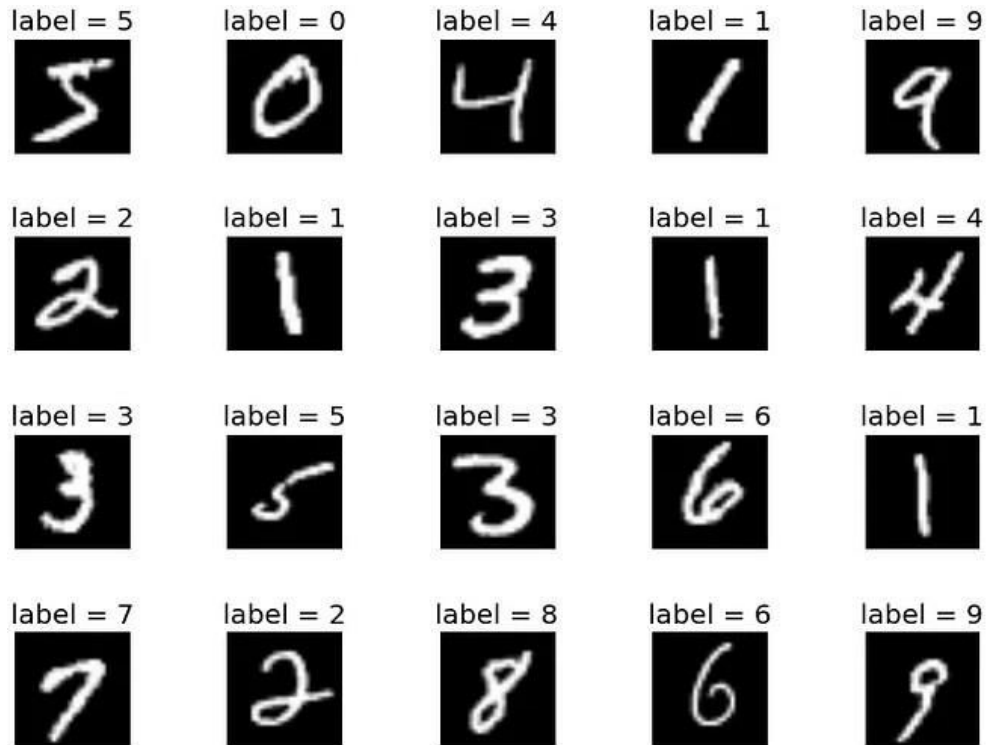 label = 5 label = 0 label = 4 label = 1 label = 9
5 0 4 1 9
label = 2 label = 1 label = 3 label = 1 label = 4
2 1 3 1 4
label = 3 label = 5 label = 3 label = 6 label = 1
3 5 3 6 1
label = 7 label = 2 label = 8 label = 6 label = 9
7 2 8 6 9